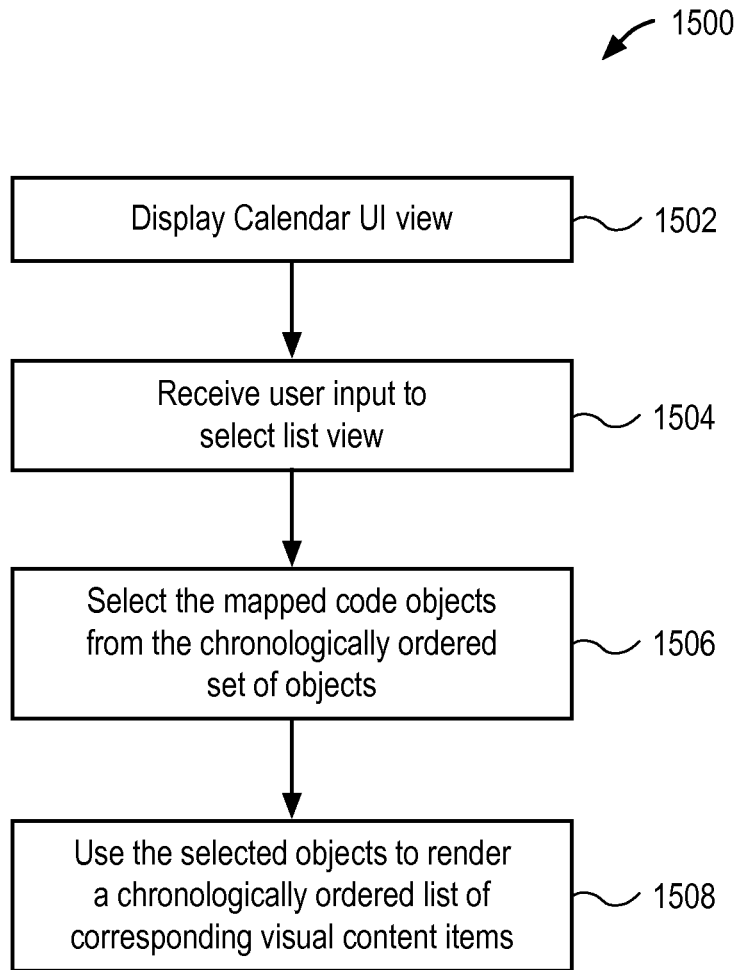 1500
Display Calendar UI view
1502
Receive user input to
select list view
1504
Select the mapped code objects
from the chronologically ordered
set of objects
1506
Use the selected objects to render
a chronologically ordered list of
corresponding visual content items
1508